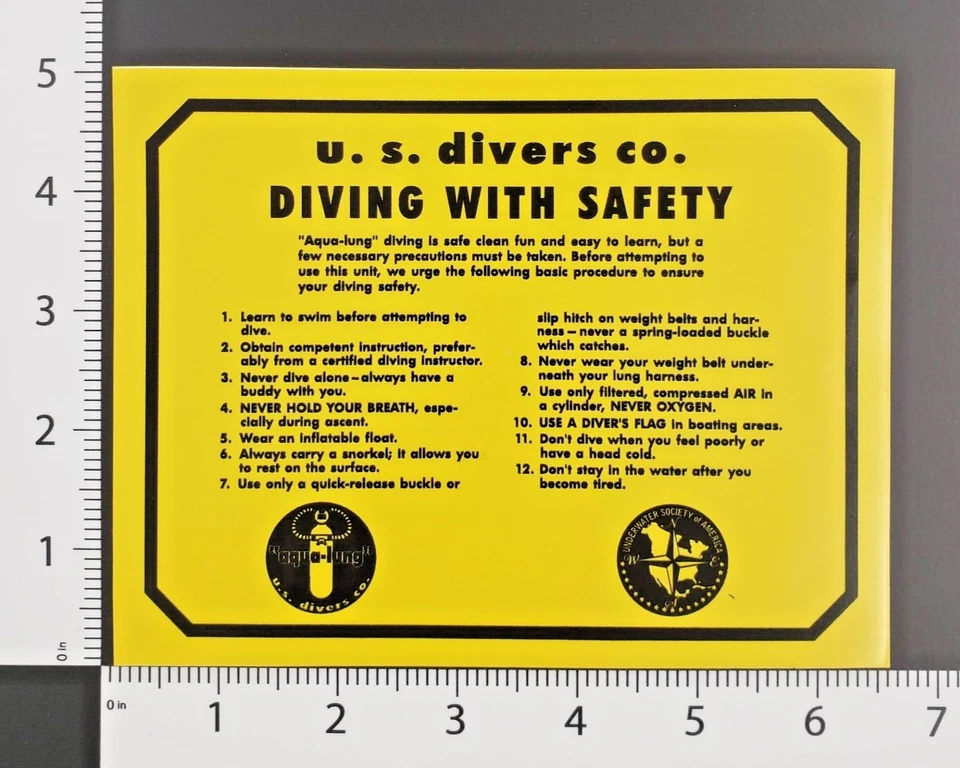 5
4
3
2
1
0 in
u. s. divers co.
DIVING WITH SAFETY
"Aqua-lung" diving is safe clean fun and easy to learn, but a
few necessary precautions must be taken. Before attempting to
use this unit, we urge the following basic procedure to ensure
your diving safety.
1. Learn to swim before attempting to
dive.
2. Obtain competent instruction, prefer-
ably from a certified diving instructor.
3. Never dive alone – always have a
buddy with you.
4. NEVER HOLD YOUR BREATH, espe-
cially during ascent.
5. Wear an inflatable float.
6. Always carry a snorkel; it allows you
to rest on the surface.
7. Use only a quick-release buckle or
slip hitch on weight belts and har-
ness – never a spring-loaded buckle
which catches.
8. Never wear your weight belt under-
neath your lung harness.
9. Use only filtered, compressed AIR in
a cylinder, NEVER OXYGEN.
10. USE A DIVER'S FLAG in boating areas.
11. Don't dive when you feel poorly or
have a head cold.
12. Don't stay in the water after you
become tired.
"aqua-lung"
u.s. divers co.
UNDERWATER SOCIETY of AMERICA
N
W E
S
0 in 1 2 3 4 5 6 7